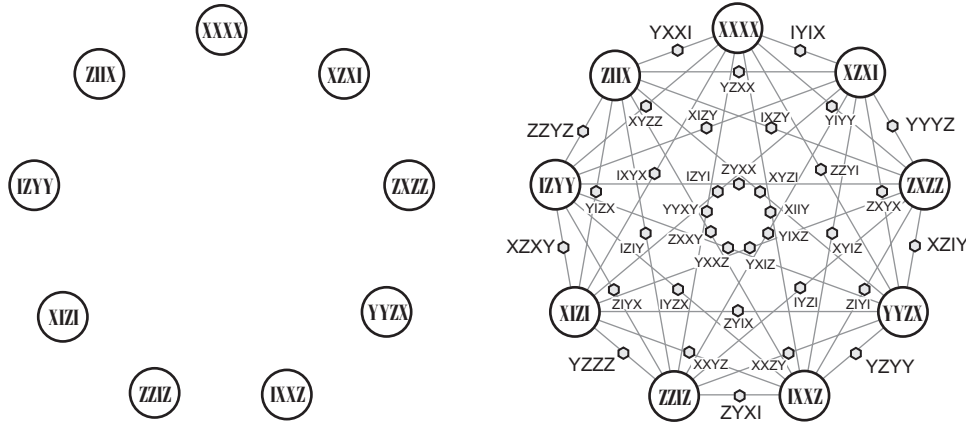 XXXX
ZIIX
XZXI
IZYY
ZXZZ
XIZI
YYZX
ZZIZ
IXXZ
XXXX
YXXI
IYIX
ZIIX
XZXI
YZXX
XYZZ
XIZY
IXZY
YIYY
ZZYZ
YYYZ
IXYX
IZYI
ZYXX
XYZI
ZZYI
IZYY
ZXZZ
YIZX
YYXY
XIIY
ZXYX
XZXY
IZIY
ZXXY
YIXZ
XYIZ
XZIY
YXXZ
YXIZ
XIZI
ZIYX
IYZX
ZYIX
IYZI
ZIYI
YYZX
YZZZ
XXYZ
XXZY
YZYY
ZZIZ
IXXZ
ZYXI